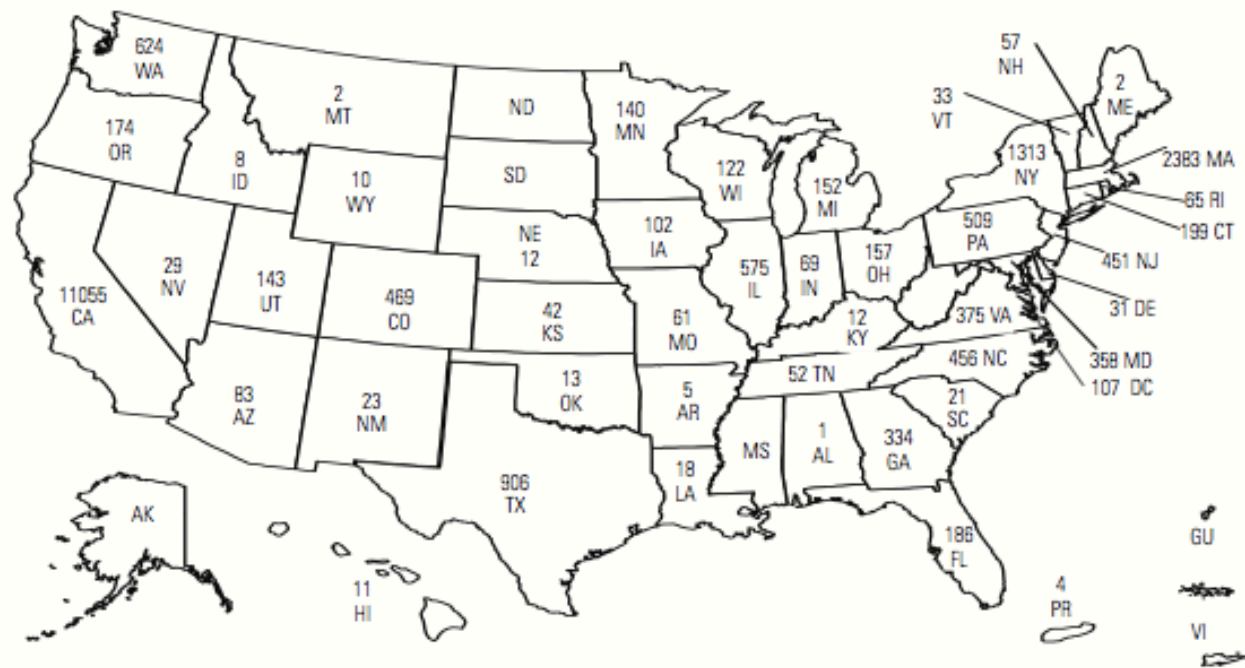 624
WA
2
MT
ND
140
MN
57
NH
2
ME
33
VT
174
OR
8
ID
10
WY
SD
122
WI
152
MI
1313
NY
2383 MA
65 RI
199 CT
NE
12
102
IA
509
PA
451 NJ
11055
CA
29
NV
143
UT
469
CO
42
KS
575
IL
69
IN
157
OH
31 DE
61
MO
12
KY
375 VA
358 MD
107 DC
83
AZ
23
NM
13
OK
5
AR
52 TN
456 NC
21
SC
906
TX
18
LA
MS
1
AL
334
GA
AK
186
FL
GU
11
HI
4
PR
VI